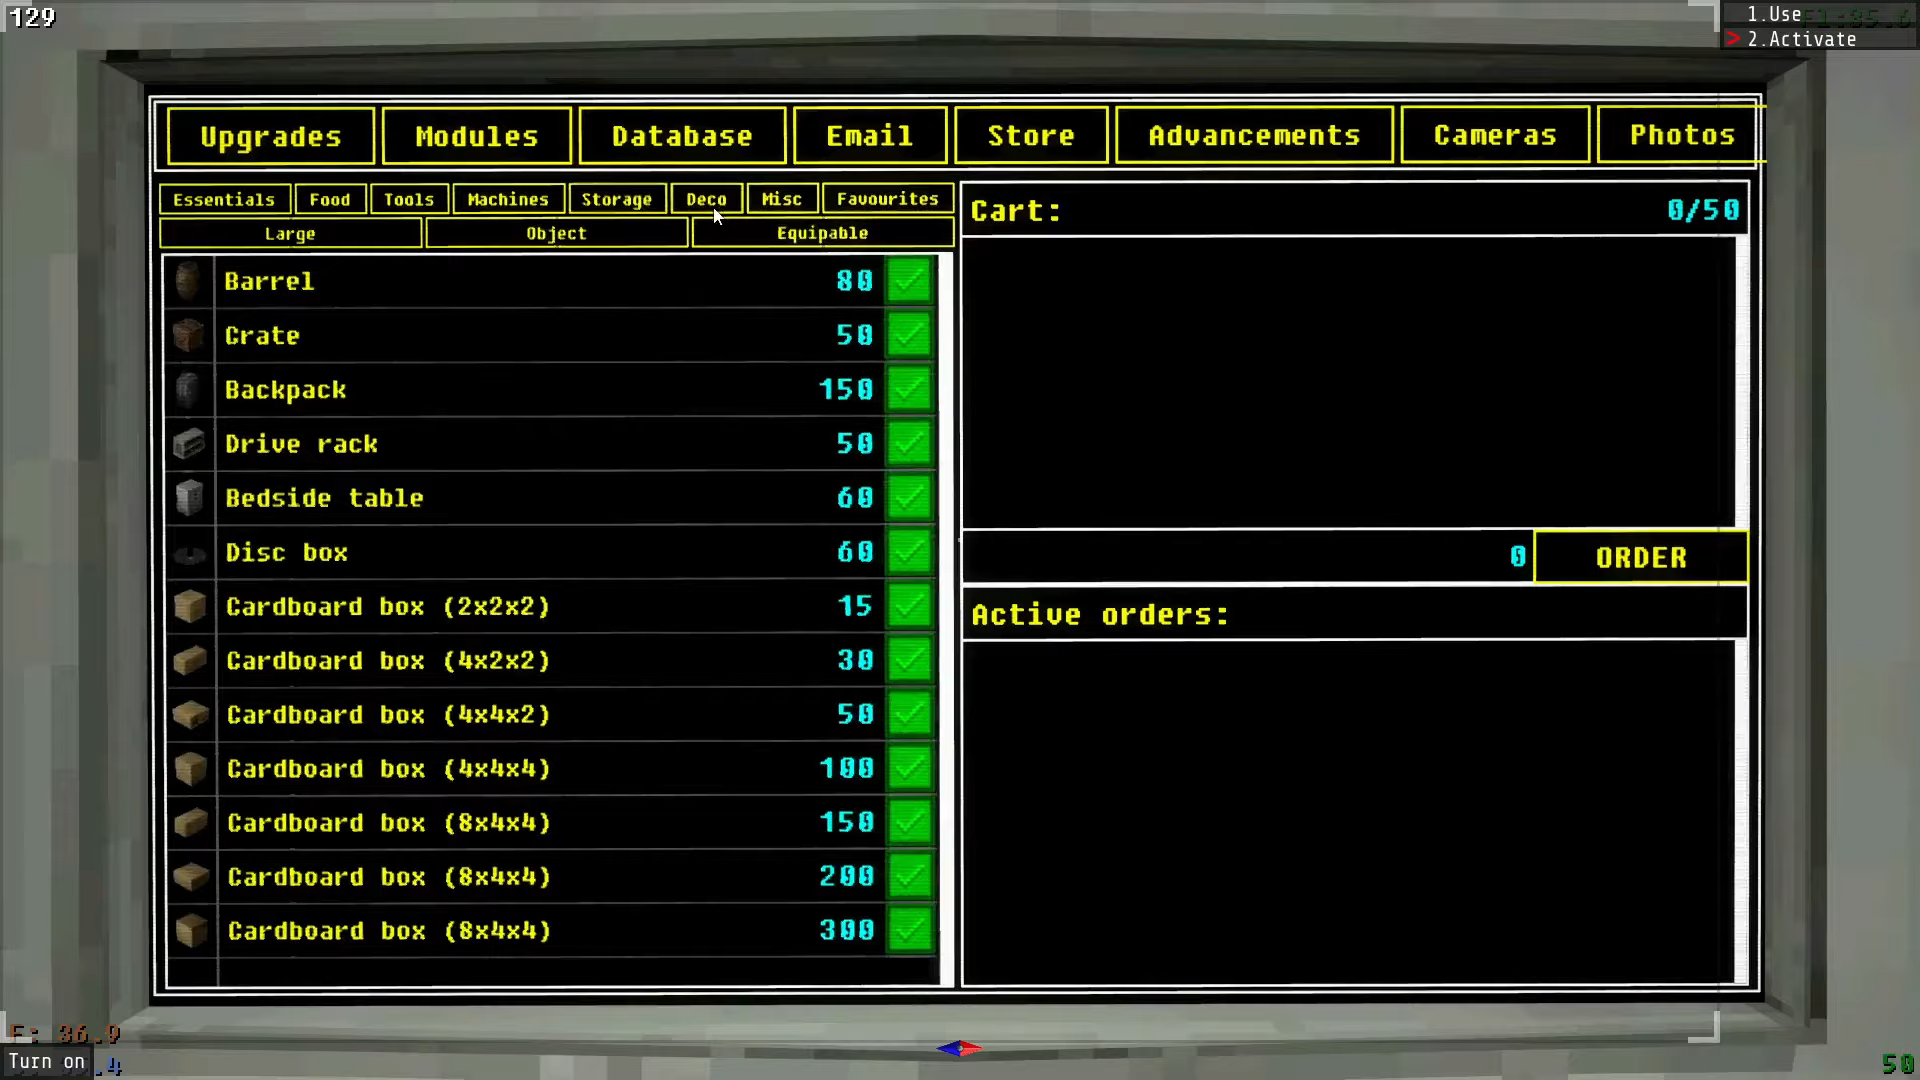 129
1.Use
> 2.Activate
Upgrades Modules Database Email Store Advancements Cameras Photos
Essentials Food Tools Machines Storage Deco Misc Favourites
Large Object Equipable
Cart: 0/50
Barrel 80
Crate 50
Backpack 150
Drive rack 50
Bedside table 60
Disc box 60
Cardboard box (2x2x2) 15
Cardboard box (4x2x2) 30
Cardboard box (4x4x2) 50
Cardboard box (4x4x4) 100
Cardboard box (8x4x4) 150
Cardboard box (8x4x4) 200
Cardboard box (8x4x4) 300
0 ORDER
Active orders:
Turn on
50